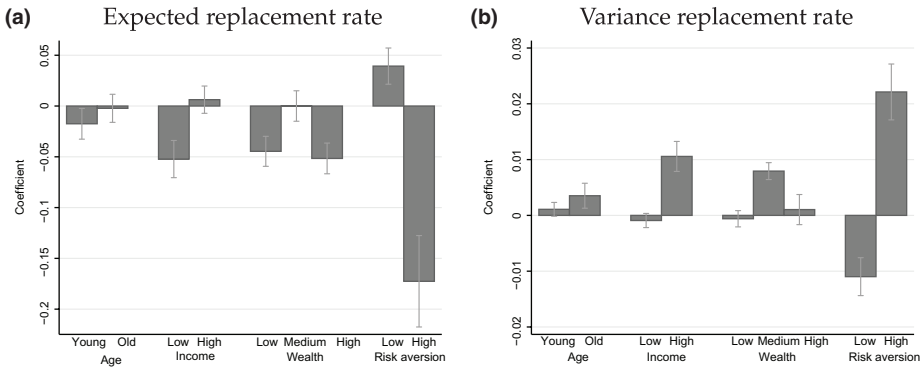 (a) Expected replacement rate
0.05
0
−0.05
−0.1
−0.15
−0.2
Coefficient
Young Old Low High Low Medium High Low High
Age Income Wealth Risk aversion
(b) Variance replacement rate
0.03
0.02
0.01
0
−0.01
−0.02
Coefficient
Young Old Low High Low Medium High Low High
Age Income Wealth Risk aversion